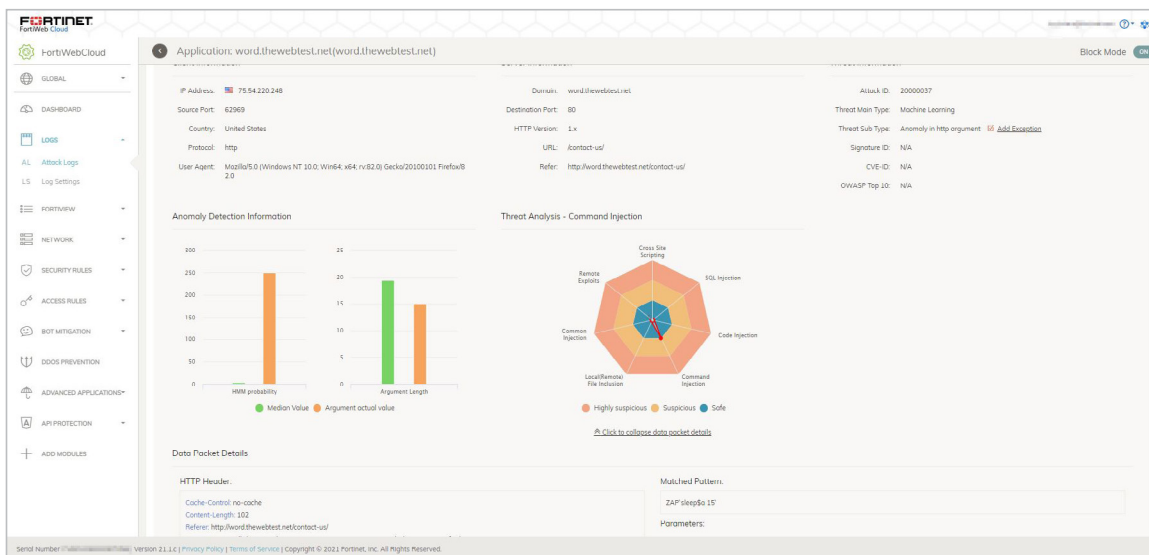 FORTINET
FortiWeb Cloud
FortiWebCloud
Application: word.thewebtest.net(word.thewebtest.net)
Block Mode ON
GLOBAL
DASHBOARD
LOGS
AL Attack Logs
LS Log Settings
FORTIVIEW
NETWORK
SECURITY RULES
ACCESS RULES
BOT MITIGATION
DDOS PREVENTION
ADVANCED APPLICATIONS
API PROTECTION
ADD MODULES
IP Address: 75.54.220.248
Source Port: 62969
Country: United States
Protocol: http
User Agent: Mozilla/5.0 (Windows NT 10.0; Win64; x64; rv:82.0) Gecko/20100101 Firefox/8
2.0
Domain: word.thewebtest.net
Destination Port: 80
HTTP Version: 1.x
URL: /contact-us/
Refer: http://word.thewebtest.net/contact-us/
Attack ID: 20000037
Threat Main Type: Machine Learning
Threat Sub Type: Anomaly in http argument Add Exception
Signature ID: N/A
CVE-ID: N/A
OWASP Top 10: N/A
Anomaly Detection Information
300
250
200
150
100
50
0
HMM probability
25
20
15
10
5
0
Argument Length
Median Value Argument actual value
Threat Analysis - Command Injection
Cross Site
Scripting
SQL Injection
Code Injection
Command
Injection
Local(Remote)
File Inclusion
Common
Injection
Remote
Exploits
Highly suspicious Suspicious Safe
Click to collapse data packet details
Data Packet Details
HTTP Header:
Cache-Control: no-cache
Content-Length: 102
Referer: http://word.thewebtest.net/contact-us/
Matched Pattern:
ZAP'sleep$a 15'
Parameters:
Serial Number
Version 21.1.c | Privacy Policy | Terms of Service | Copyright © 2021 Fortinet, Inc. All Rights Reserved.